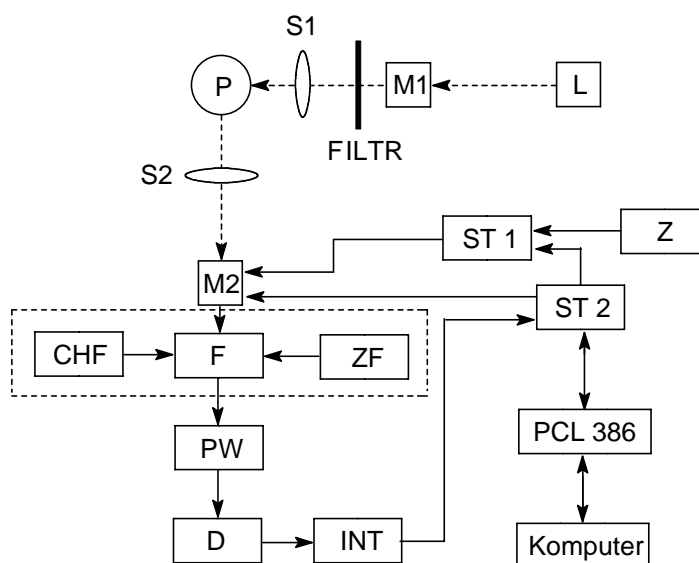 S1
P
M1
L
FILTR
S2
ST 1
Z
M2
ST 2
CHF
F
ZF
PW
PCL 386
D
INT
Komputer